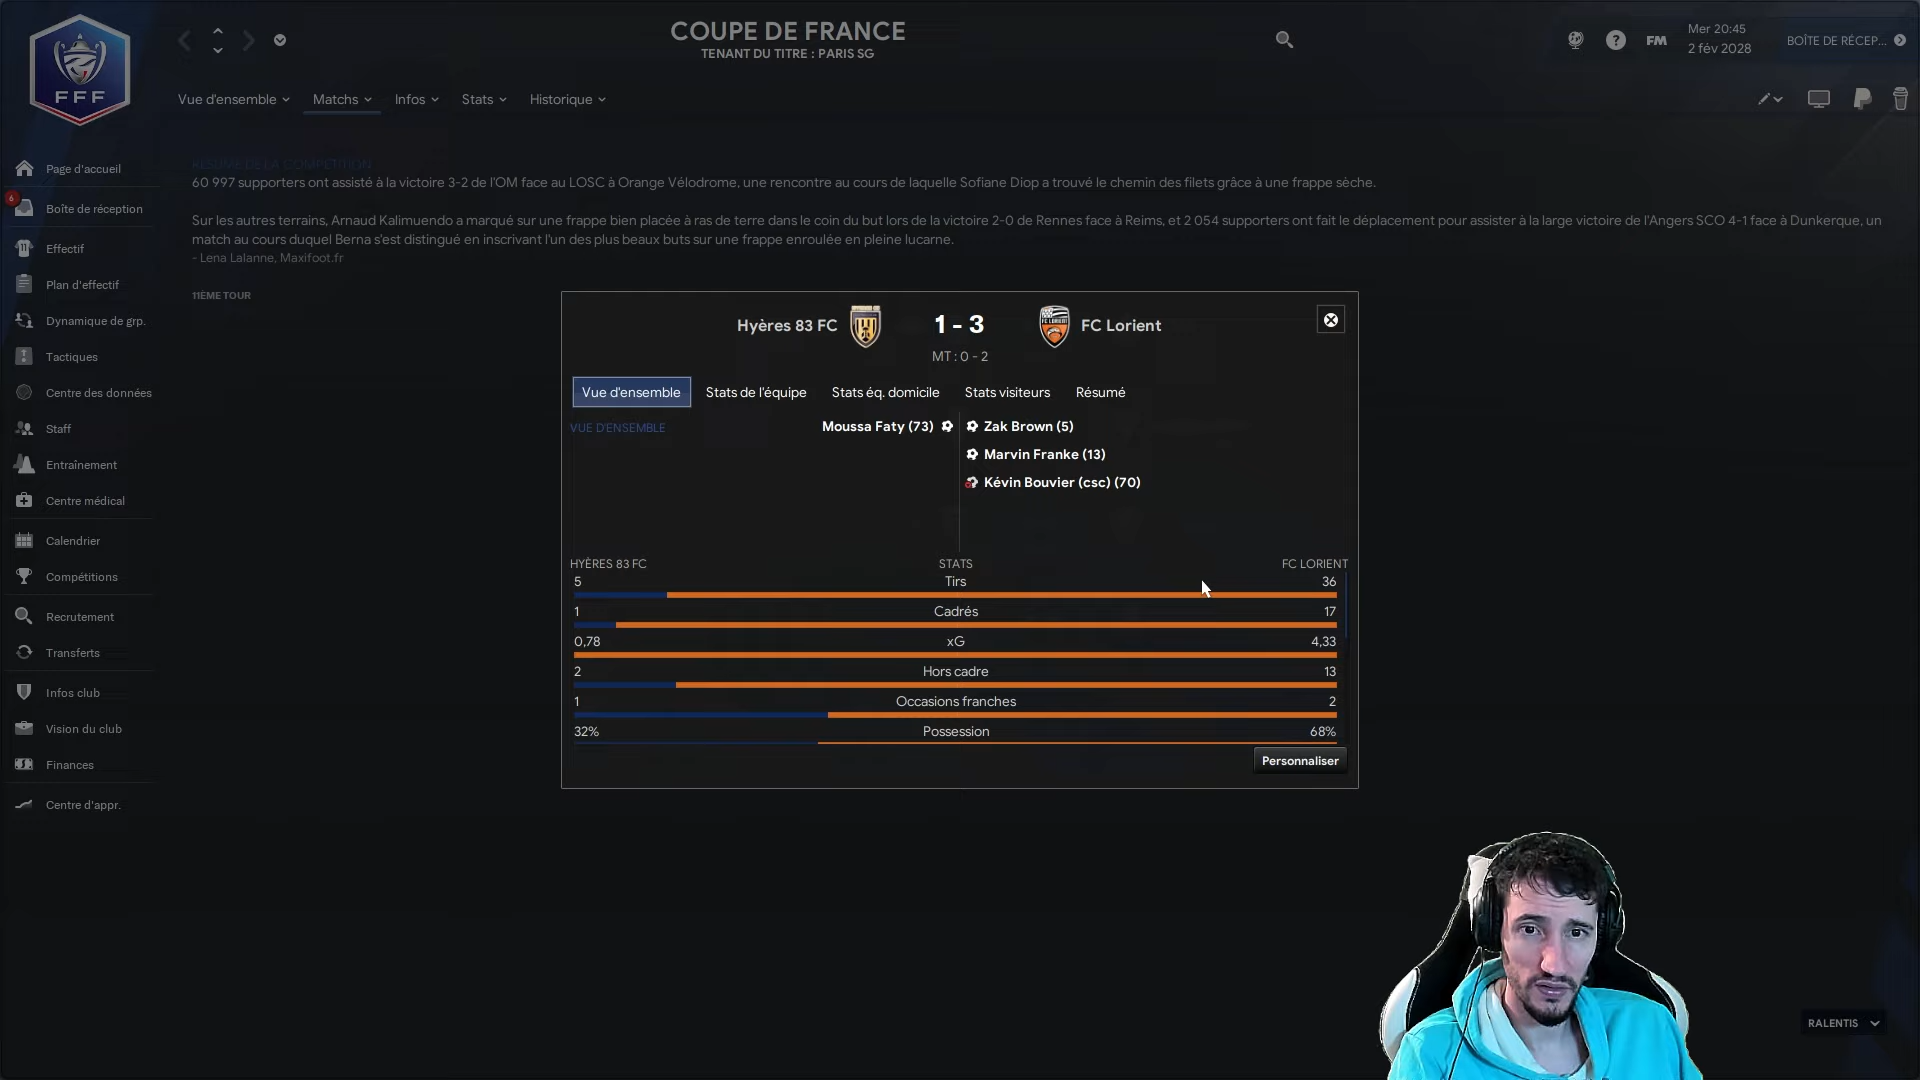 COUPE DE FRANCE
TENANT DU TITRE : PARIS SG
FM
Mer 20:45
2 fév 2028
BOÎTE DE RÉCEP...
FFF
Vue d'ensemble
Matchs
Infos
Stats
Historique
RÉSUMÉ DE LA COMPÉTITION
60 997 supporters ont assisté à la victoire 3-2 de l'OM face au LOSC à Orange Vélodrome, une rencontre au cours de laquelle Sofiane Diop a trouvé le chemin des filets grâce à une frappe sèche.
Sur les autres terrains, Arnaud Kalimuendo a marqué sur une frappe bien placée à ras de terre dans le coin du but lors de la victoire 2-0 de Rennes face à Reims, et 2 054 supporters ont fait le déplacement pour assister à la large victoire de l'Angers SCO 4-1 face à Dunkerque, un
match au cours duquel Berna s'est distingué en inscrivant l'un des plus beaux buts sur une frappe enroulée en pleine lucarne.
- Lena Lalanne, Maxifoot.fr
11ÈME TOUR
Page d'accueil
6
Boîte de réception
Effectif
Plan d'effectif
Dynamique de grp.
Tactiques
Centre des données
Staff
Entraînement
Centre médical
Calendrier
Compétitions
Recrutement
Transferts
Infos club
Vision du club
Finances
Centre d'appr.
Hyères 83 FC
1 - 3
FC Lorient
MT : 0 - 2
Vue d'ensemble
Stats de l'équipe
Stats éq. domicile
Stats visiteurs
Résumé
VUE D'ENSEMBLE
Moussa Faty (73)
Zak Brown (5)
Marvin Franke (13)
Kévin Bouvier (csc) (70)
HYÈRES 83 FC
STATS
FC LORIENT
5 Tirs 36
1 Cadrés 17
0,78 xG 4,33
2 Hors cadre 13
1 Occasions franches 2
32% Possession 68%
Personnaliser
RALENTIS